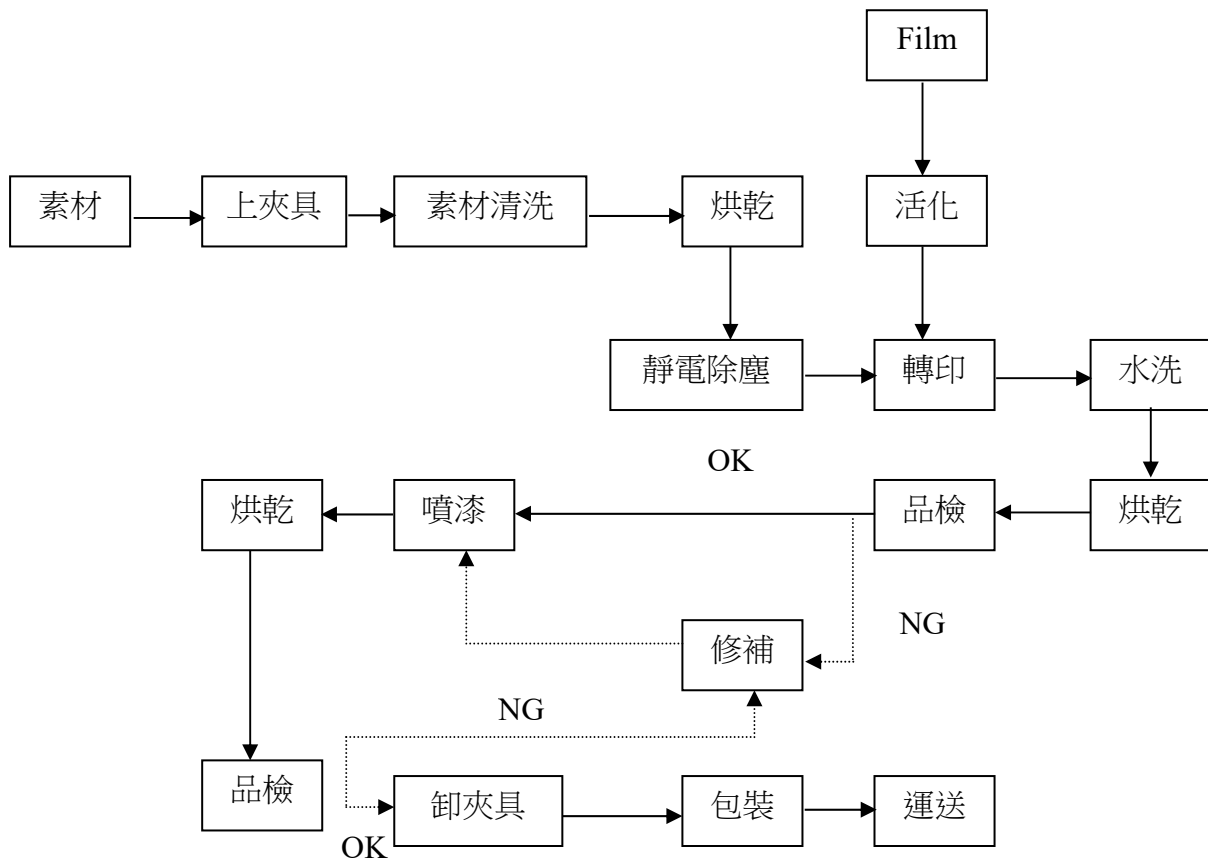 Film
素材
上夾具
素材清洗
烘乾
活化
靜電除塵
轉印
水洗
OK
烘乾
噴漆
品檢
烘乾
修補
NG
NG
品檢
卸夾具
包裝
運送
OK